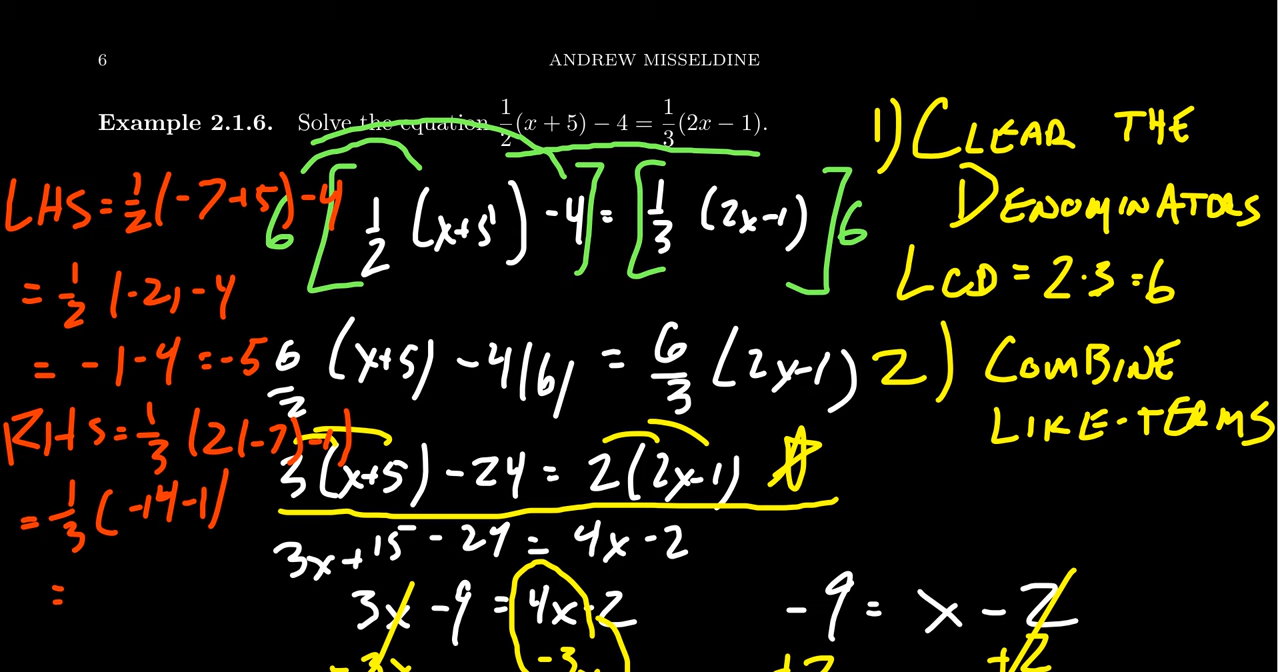 6
ANDREW MISSELDINE
Example 2.1.6. Solve the equation 1/2(x + 5) − 4 = 1/3(2x − 1).
6[1/2 (x+5) -4] = [1/3 (2x-1)]6
6/2 (x+5) -4(6) = 6/3 (2x-1)
3(x+5) -24 = 2(2x-1)
3x+15 -24 = 4x-2
3x -9 = 4x-2
-3x -3x
-9 = x -2
+2 +2
1) CLEAR THE
DENOMINATORS
LCD = 2·3 = 6
2) COMBINE
LIKE-TERMS
LHS = 1/2(-7+5) -4
= 1/2 (-2) -4
= -1-4 = -5
RHS = 1/3 (2(-7)-1)
= 1/3 (-14-1)
=